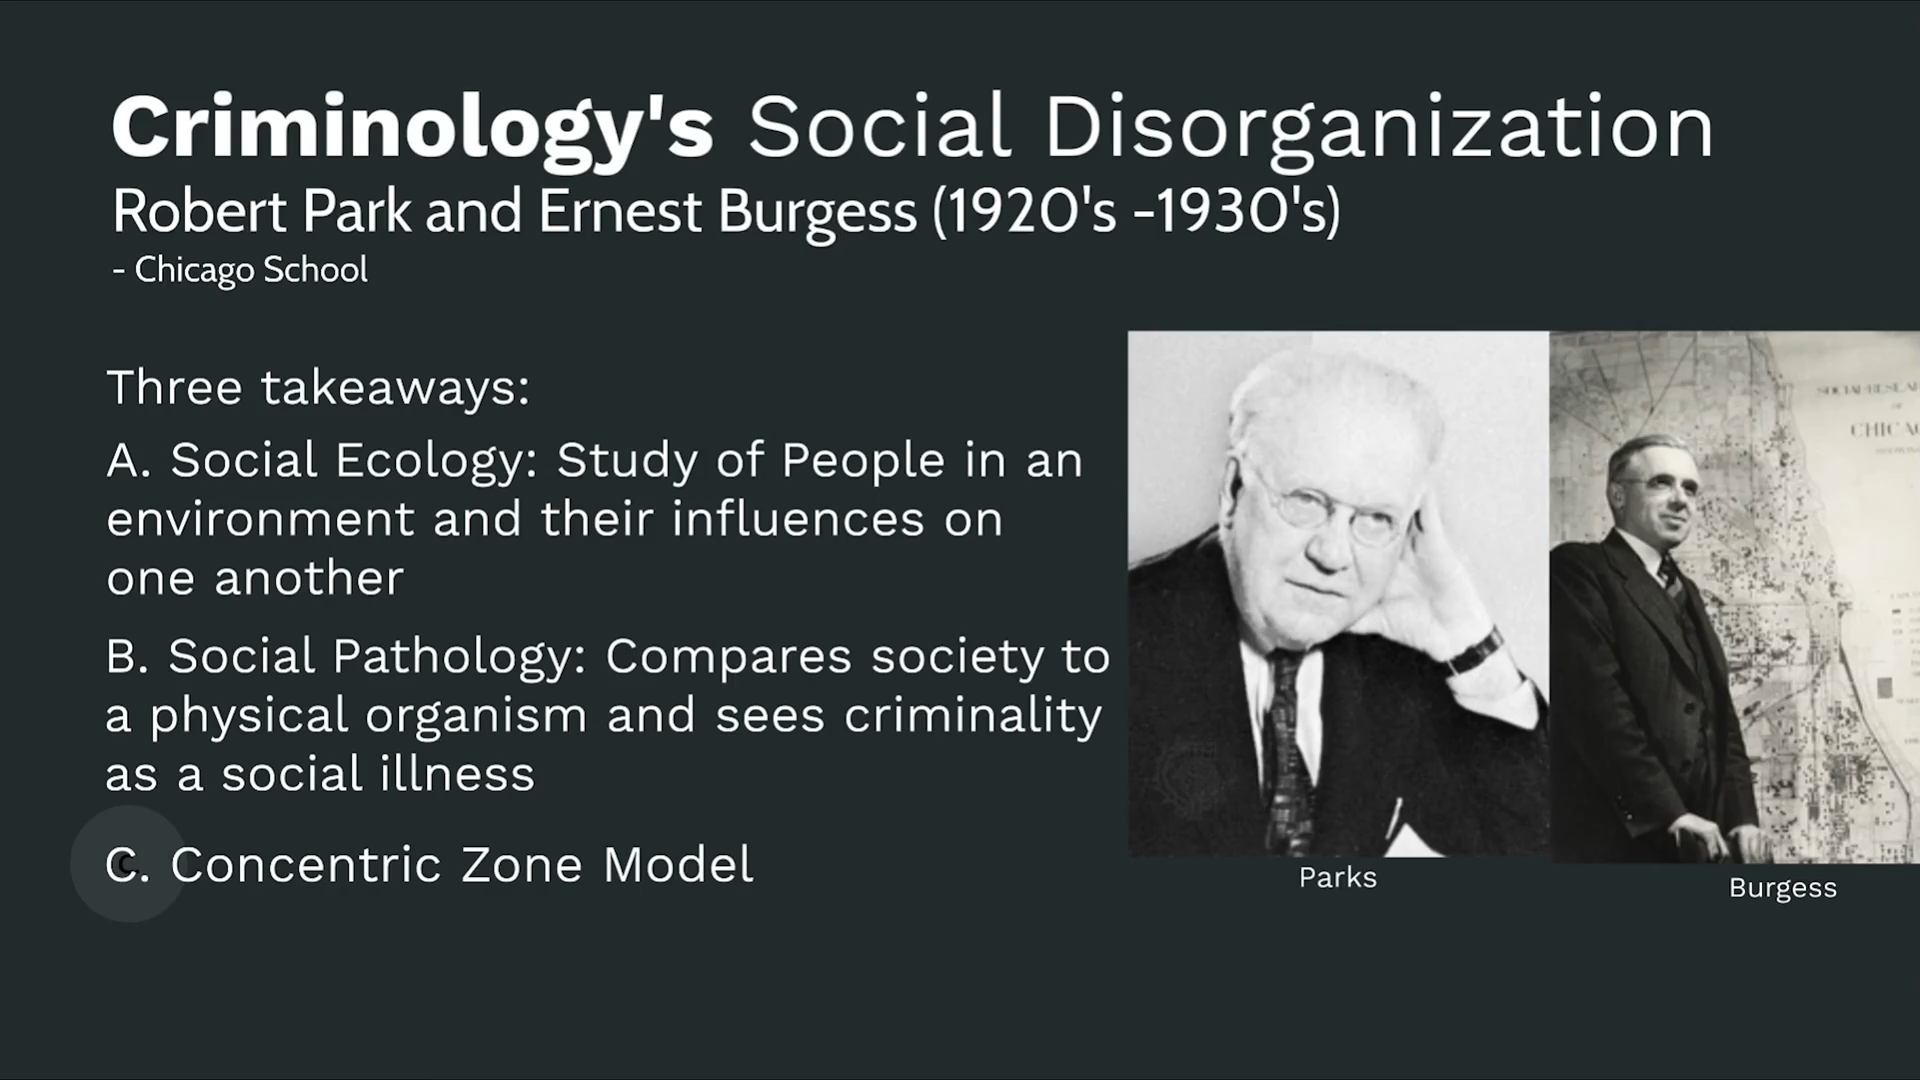 Criminology's Social Disorganization
Robert Park and Ernest Burgess (1920's -1930's)
- Chicago School
Three takeaways:
A. Social Ecology: Study of People in an
environment and their influences on
one another
B. Social Pathology: Compares society to
a physical organism and sees criminality
as a social illness
C. Concentric Zone Model
CHICA
Parks
Burgess